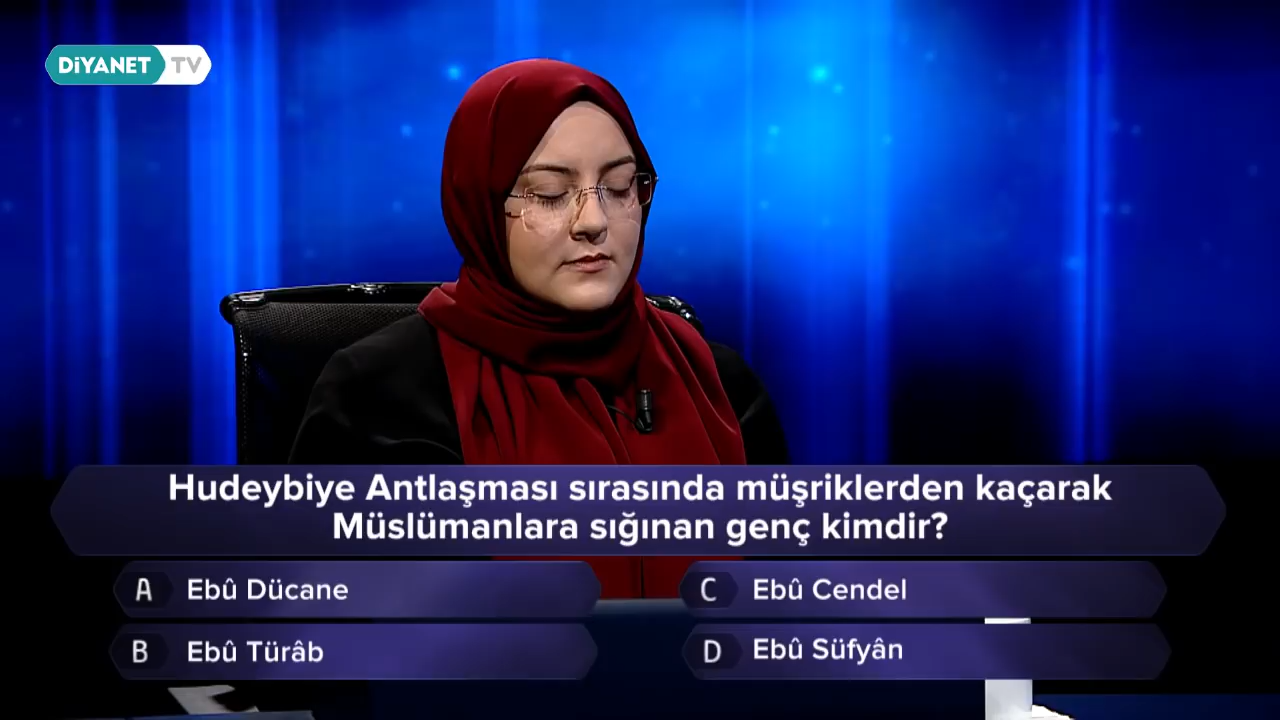 DİYANET TV
Hudeybiye Antlaşması sırasında müşriklerden kaçarak
Müslümanlara sığınan genç kimdir?
A Ebû Dücane
B Ebû Türâb
C Ebû Cendel
D Ebû Süfyân